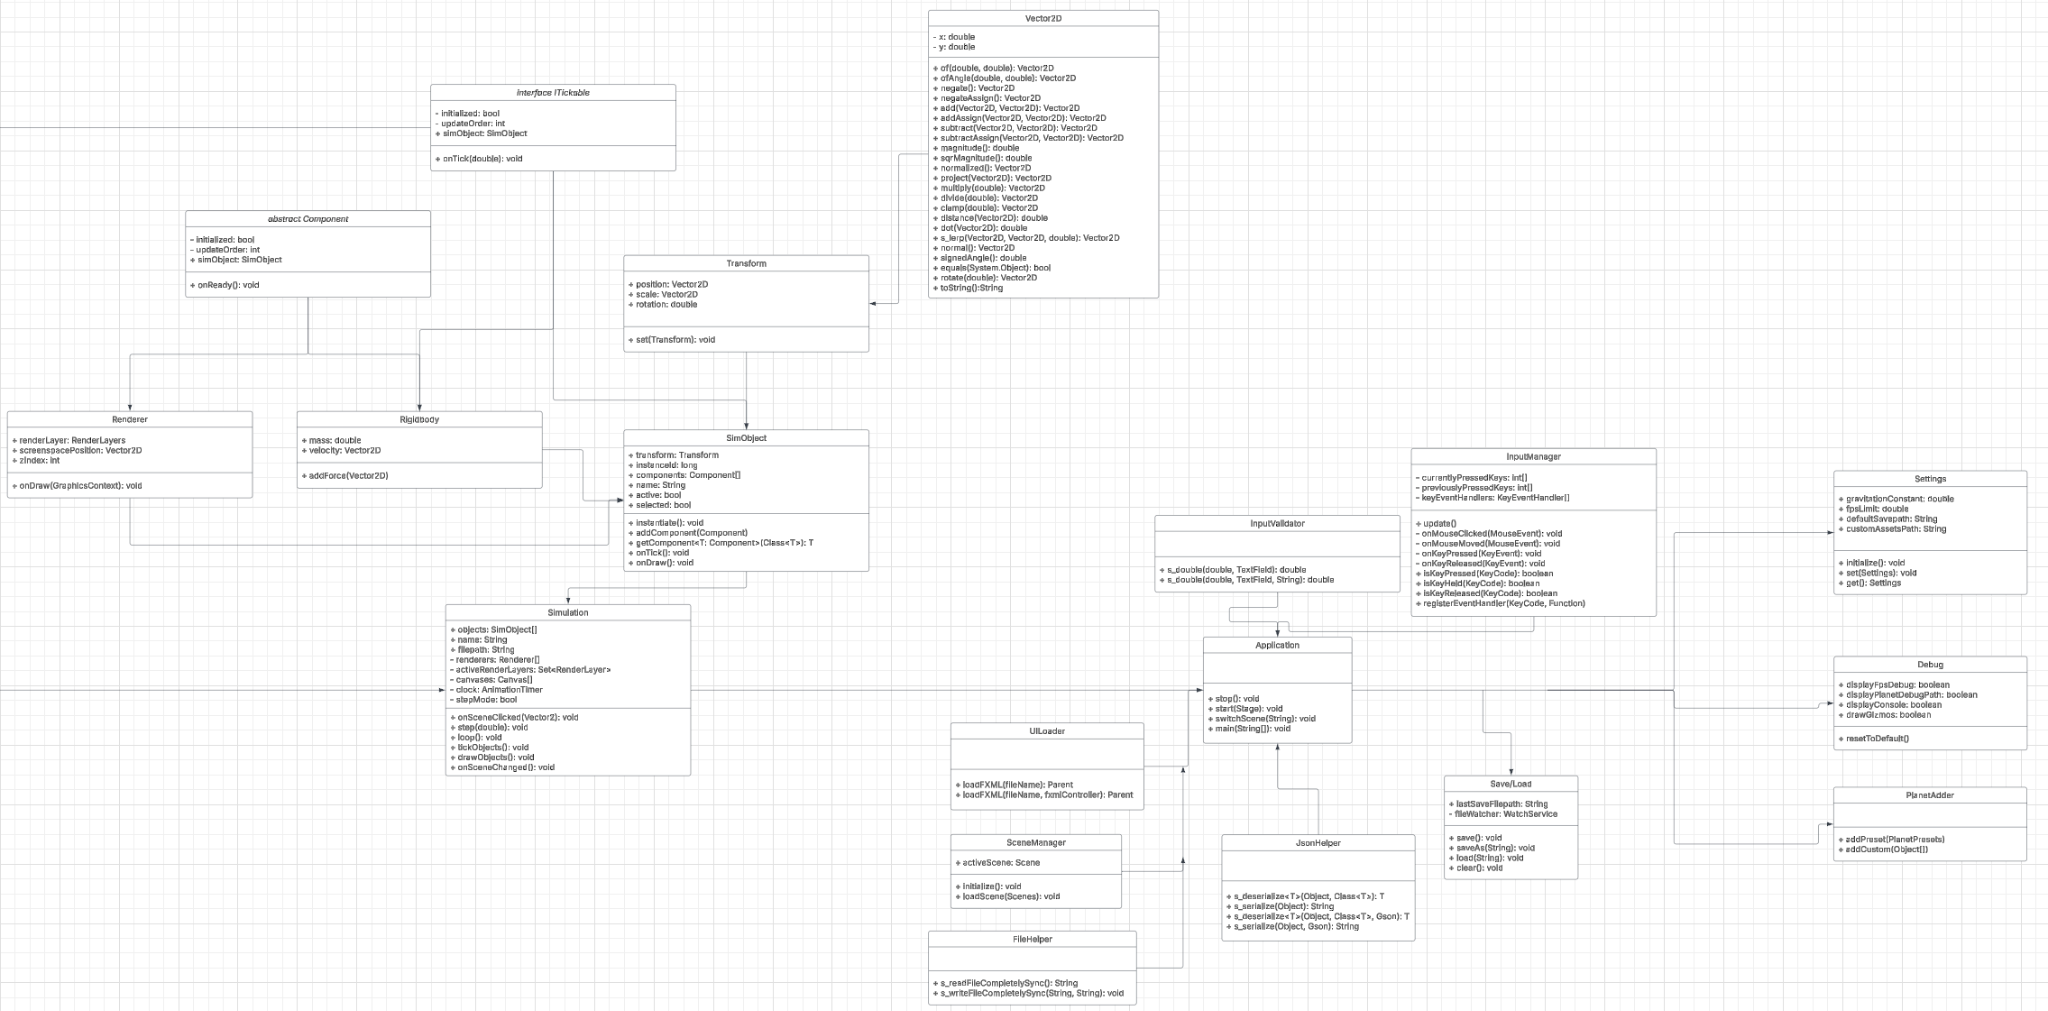 Vector2D
- x: double
- y: double
+ of(double, double): Vector2D
+ ofAngle(double, double): Vector2D
+ negate(): Vector2D
+ negateAssign(): Vector2D
+ add(Vector2D, Vector2D): Vector2D
+ addAssign(Vector2D, Vector2D): Vector2D
+ subtract(Vector2D, Vector2D): Vector2D
+ subtractAssign(Vector2D, Vector2D): Vector2D
+ magnitude(): double
+ sqrMagnitude(): double
+ normalized(): Vector2D
+ project(Vector2D): Vector2D
+ multiply(double): Vector2D
+ divide(double): Vector2D
+ clamp(double): Vector2D
+ distance(Vector2D): double
+ dot(Vector2D): double
+ s_lerp(Vector2D, Vector2D, double): Vector2D
+ normal(): Vector2D
+ signedAngle(): double
+ equals(System.Object): bool
+ rotate(double): Vector2D
+ toString():String
interface ITickable
- initialized: bool
- updateOrder: int
+ simObject: SimObject
+ onTick(double): void
abstract Component
- initialized: bool
- updateOrder: int
+ simObject: SimObject
+ onReady(): void
Transform
+ position: Vector2D
+ scale: Vector2D
+ rotation: double
+ set(Transform): void
Renderer
+ renderLayer: RenderLayers
+ screenspacePosition: Vector2D
+ zIndex: int
+ onDraw(GraphicsContext): void
Rigidbody
+ mass: double
+ velocity: Vector2D
+ addForce(Vector2D)
SimObject
+ transform: Transform
+ instanceId: long
+ components: Component[]
+ name: String
+ active: bool
+ selected: bool
+ instantiate(): void
+ addComponent(Component)
+ getComponent<T: Component>(Class<T>): T
+ onTick(): void
+ onDraw(): void
Simulation
+ objects: SimObject[]
+ name: String
+ filepath: String
- renderers: Renderer[]
- activeRenderLayers: Set<RenderLayer>
- canvases: Canvas[]
- clock: AnimationTimer
- stepMode: bool
+ onSceneClicked(Vector2): void
+ step(double): void
+ loop(): void
+ tickObjects(): void
+ drawObjects(): void
+ onSceneChanged(): void
InputValidator
+ s_double(double, TextField): double
+ s_double(double, TextField, String): double
InputManager
- currentlyPressedKeys: int[]
- previouslyPressedKeys: int[]
- keyEventHandlers: KeyEventHandler[]
+ update()
- onMouseClicked(MouseEvent): void
- onMouseMoved(MouseEvent): void
- onKeyPressed(KeyEvent): void
- onKeyReleased(KeyEvent): void
+ isKeyPressed(KeyCode): boolean
+ isKeyHeld(KeyCode): boolean
+ isKeyReleased(KeyCode): boolean
+ registerEventHandler(KeyCode, Function)
Settings
+ gravitationConstant: double
+ fpsLimit: double
+ defaultSavepath: String
+ customAssetsPath: String
+ initialize(): void
+ set(Settings): void
+ get(): Settings
Application
+ stop(): void
+ start(Stage): void
+ switchScene(String): void
+ main(String[]): void
Debug
+ displayFpsDebug: boolean
+ displayPlanetDebugPath: boolean
+ displayConsole: boolean
+ drawGizmos: boolean
+ resetToDefault()
UILoader
+ loadFXML(fileName): Parent
+ loadFXML(fileName, fxmlController): Parent
Save/Load
+ lastSaveFilepath: String
- fileWatcher: WatchService
+ save(): void
+ saveAs(String): void
+ load(String): void
+ clear(): void
PlanetAdder
+ addPreset(PlanetPresets)
+ addCustom(Object[])
SceneManager
+ activeScene: Scene
+ initialize(): void
+ loadScene(Scenes): void
JsonHelper
+ s_deserialize<T>(Object, Class<T>): T
+ s_serialize(Object): String
+ s_deserialize<T>(Object, Class<T>, Gson): T
+ s_serialize(Object, Gson): String
FileHelper
+ s_readFileCompletelySync(): String
+ s_writeFileCompletelySync(String, String): void